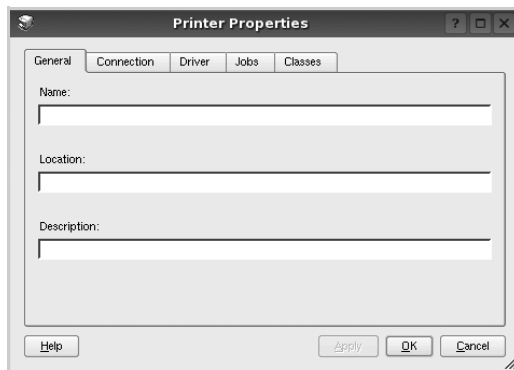 Printer Properties
General Connection Driver Jobs Classes
Name:
Location:
Description:
Help Apply OK Cancel